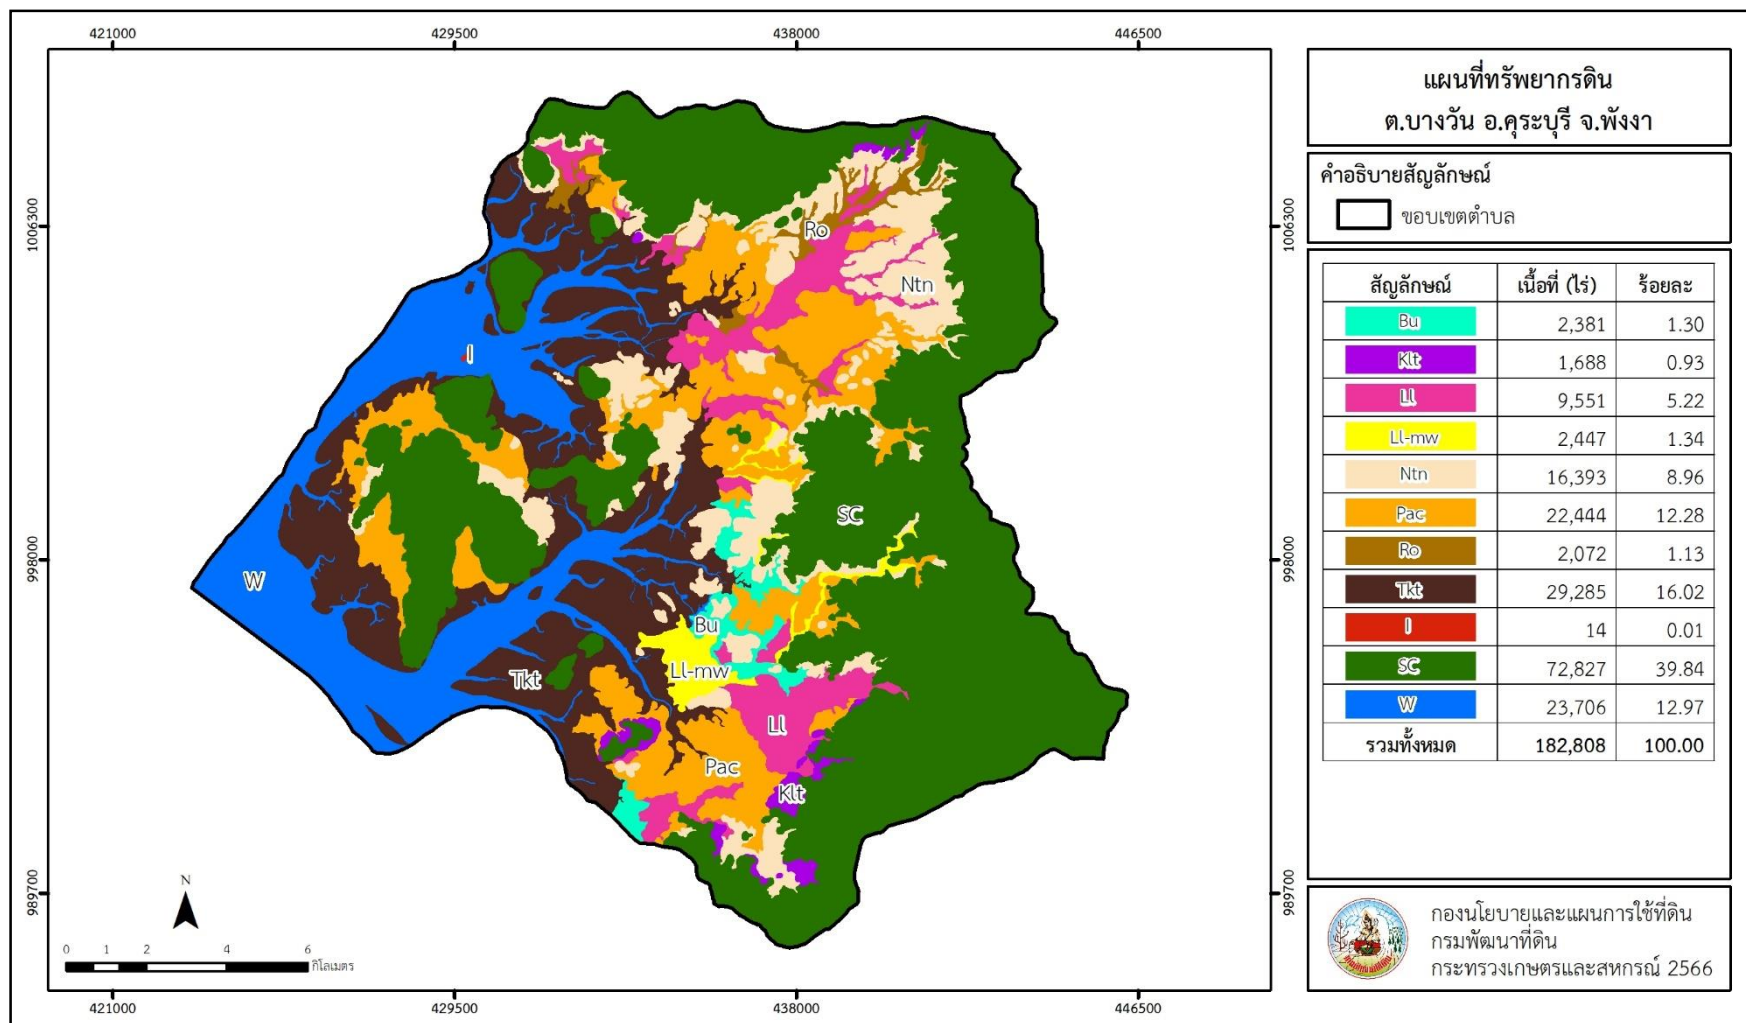 421000 429500 438000 446500
แผนที่ทรัพยากรดิน
ต.บางวัน อ.คุระบุรี จ.พังงา
คำอธิบายสัญลักษณ์
ขอบเขตตำบล
สัญลักษณ์ เนื้อที่ (ไร่) ร้อยละ
Bu 2,381 1.30
Klt 1,688 0.93
Ll 9,551 5.22
Ll-mw 2,447 1.34
Ntn 16,393 8.96
Pac 22,444 12.28
Ro 2,072 1.13
Tkt 29,285 16.02
I 14 0.01
SC 72,827 39.84
W 23,706 12.97
รวมทั้งหมด 182,808 100.00
กองนโยบายและแผนการใช้ที่ดิน
กรมพัฒนาที่ดิน
กระทรวงเกษตรและสหกรณ์ 2566
1006300 1006300
Ro
Ntn
I
SC
998000 998000
W
Bu
Ll-mw
Tkt
Ll
Pac
Klt
989700 989700
N
0 1 2 4 6
กิโลเมตร
421000 429500 438000 446500